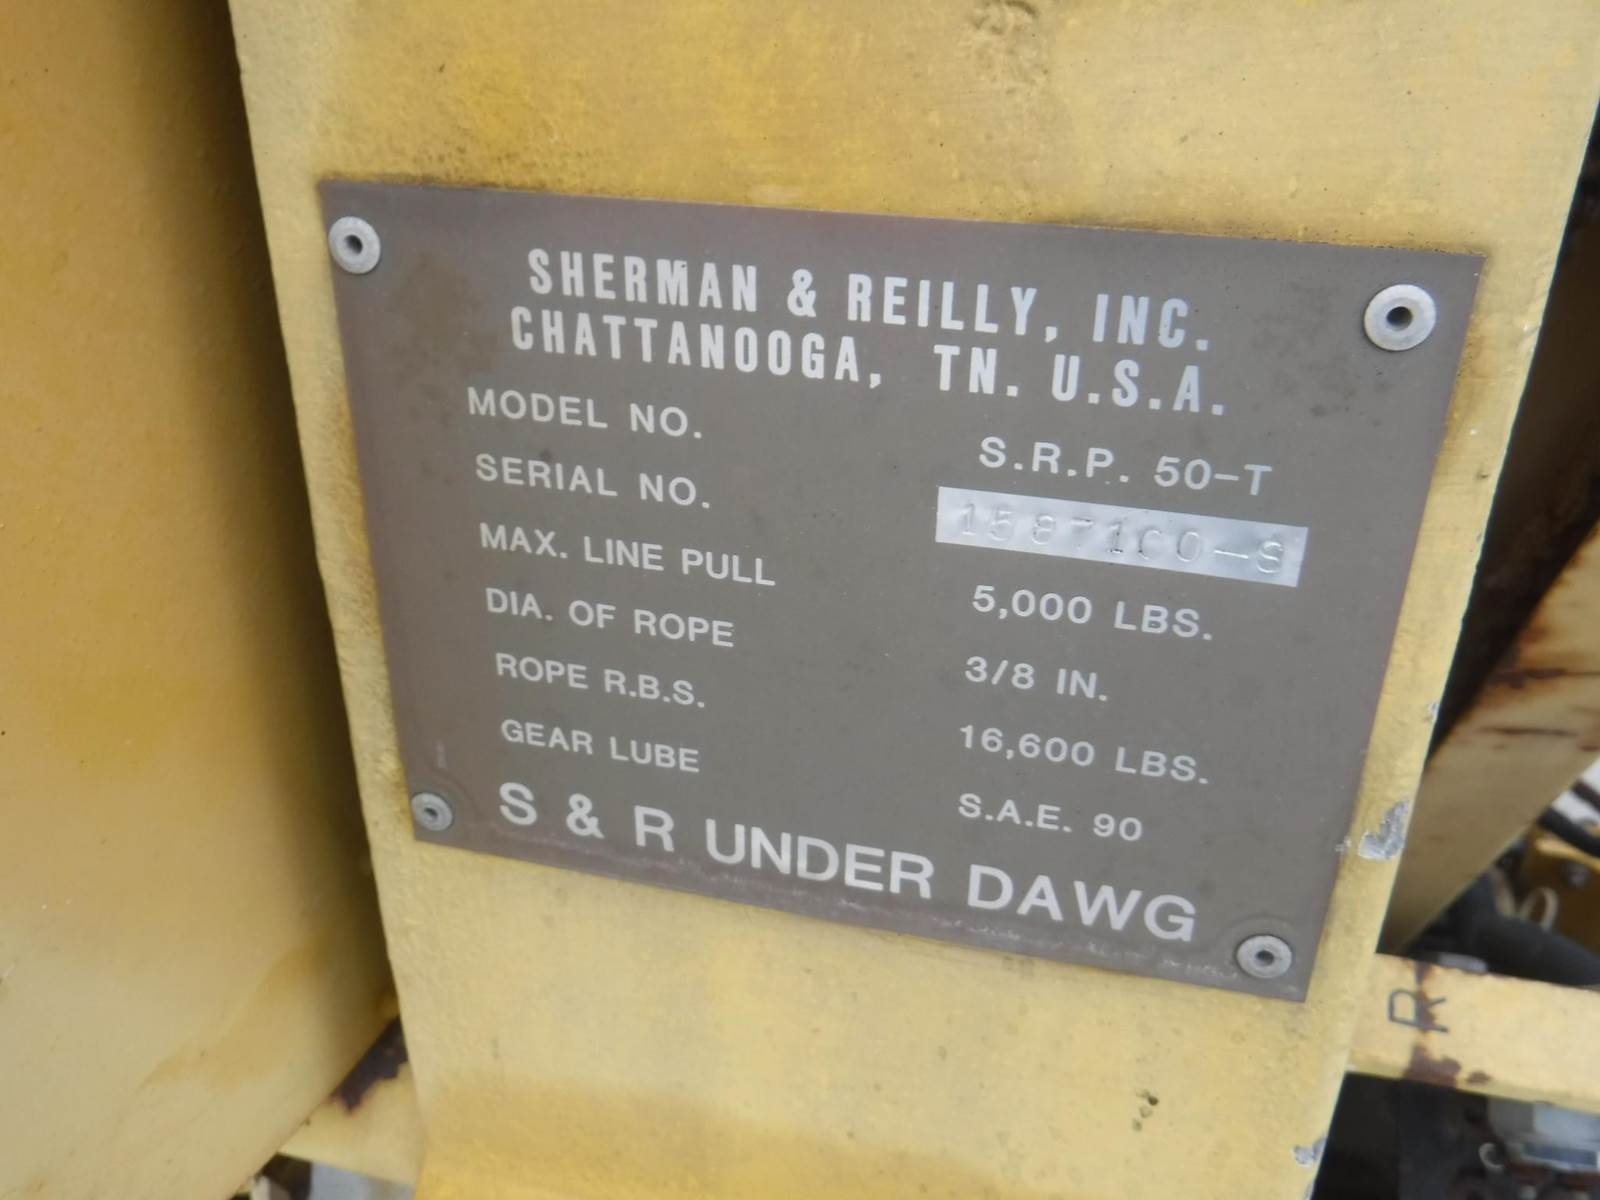 SHERMAN & REILLY, INC.
CHATTANOOGA, TN. U.S.A.
MODEL NO. S.R.P. 50-T
SERIAL NO. 1587100-S
MAX. LINE PULL 5,000 LBS.
DIA. OF ROPE 3/8 IN.
ROPE R.B.S. 16,600 LBS.
GEAR LUBE S.A.E. 90
S & R UNDER DAWG
R